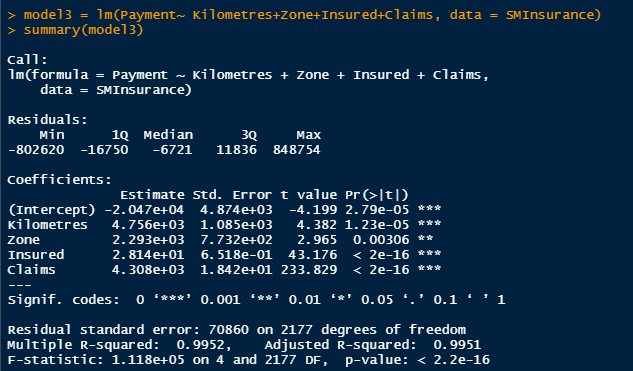 > model3 = lm(Payment~ Kilometres+Zone+Insured+Claims, data = SMInsurance)
> summary(model3)
Call:
lm(formula = Payment ~ Kilometres + Zone + Insured + Claims,
    data = SMInsurance)
Residuals:
    Min      1Q  Median      3Q     Max
-802620  -16750   -6721   11836  848754
Coefficients:
              Estimate Std. Error t value Pr(>|t|)
(Intercept) -2.047e+04  4.874e+03  -4.199 2.79e-05 ***
Kilometres   4.756e+03  1.085e+03   4.382 1.23e-05 ***
Zone         2.293e+03  7.732e+02   2.965  0.00306 **
Insured      2.814e+01  6.518e-01  43.176  < 2e-16 ***
Claims       4.308e+03  1.842e+01 233.829  < 2e-16 ***
---
Signif. codes:  0 ‘***’ 0.001 ‘**’ 0.01 ‘*’ 0.05 ‘.’ 0.1 ‘ ’ 1
Residual standard error: 70860 on 2177 degrees of freedom
Multiple R-squared:  0.9952,    Adjusted R-squared:  0.9951
F-statistic: 1.118e+05 on 4 and 2177 DF,  p-value: < 2.2e-16